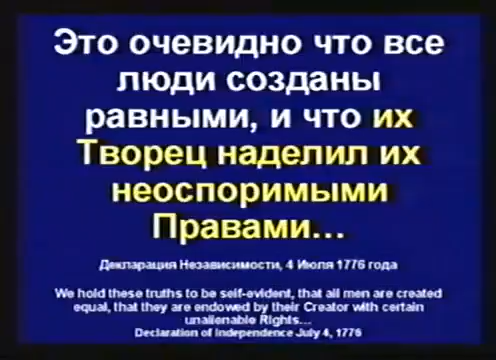 Это очевидно что все
люди созданы
равными, и что их
Творец наделил их
неоспоримыми
Правами...
Декларация Независимости, 4 Июля 1776 года
We hold these truths to be self-evident, that all men are created
equal, that they are endowed by their Creator with certain
unalienable Rights...
Declaration of Independence July 4, 1776